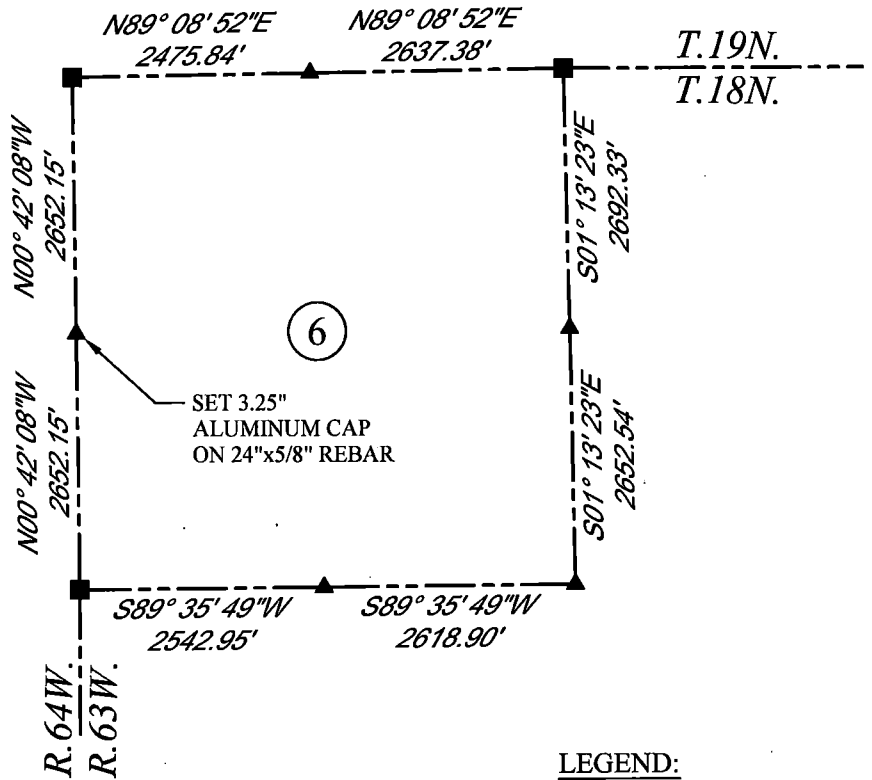 N89° 08' 52"E
2475.84'
N89° 08' 52"E
2637.38'
T.19N.
T.18N.
N00° 42' 08"W
2652.15'
S01° 13' 23"E
2692.33'
6
SET 3.25"
ALUMINUM CAP
ON 24"x5/8" REBAR
N00° 42' 08"W
2652.15'
S01° 13' 23"E
2652.54'
S89° 35' 49"W
2542.95'
S89° 35' 49"W
2618.90'
R.64W.
R.63W.
LEGEND: